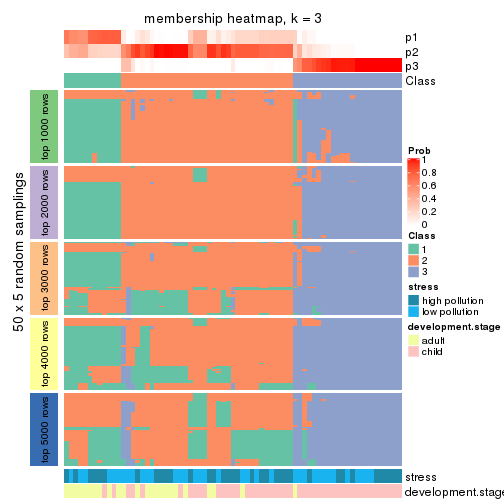 membership heatmap, k = 3
p1
p2
p3
Class
50 x 5 random samplings
top 1000 rows
top 2000 rows
top 3000 rows
top 4000 rows
top 5000 rows
stress
development.stage
Prob
1
0.8
0.6
0.4
0.2
0
Class
1
2
3
stress
high pollution
low pollution
development.stage
adult
child